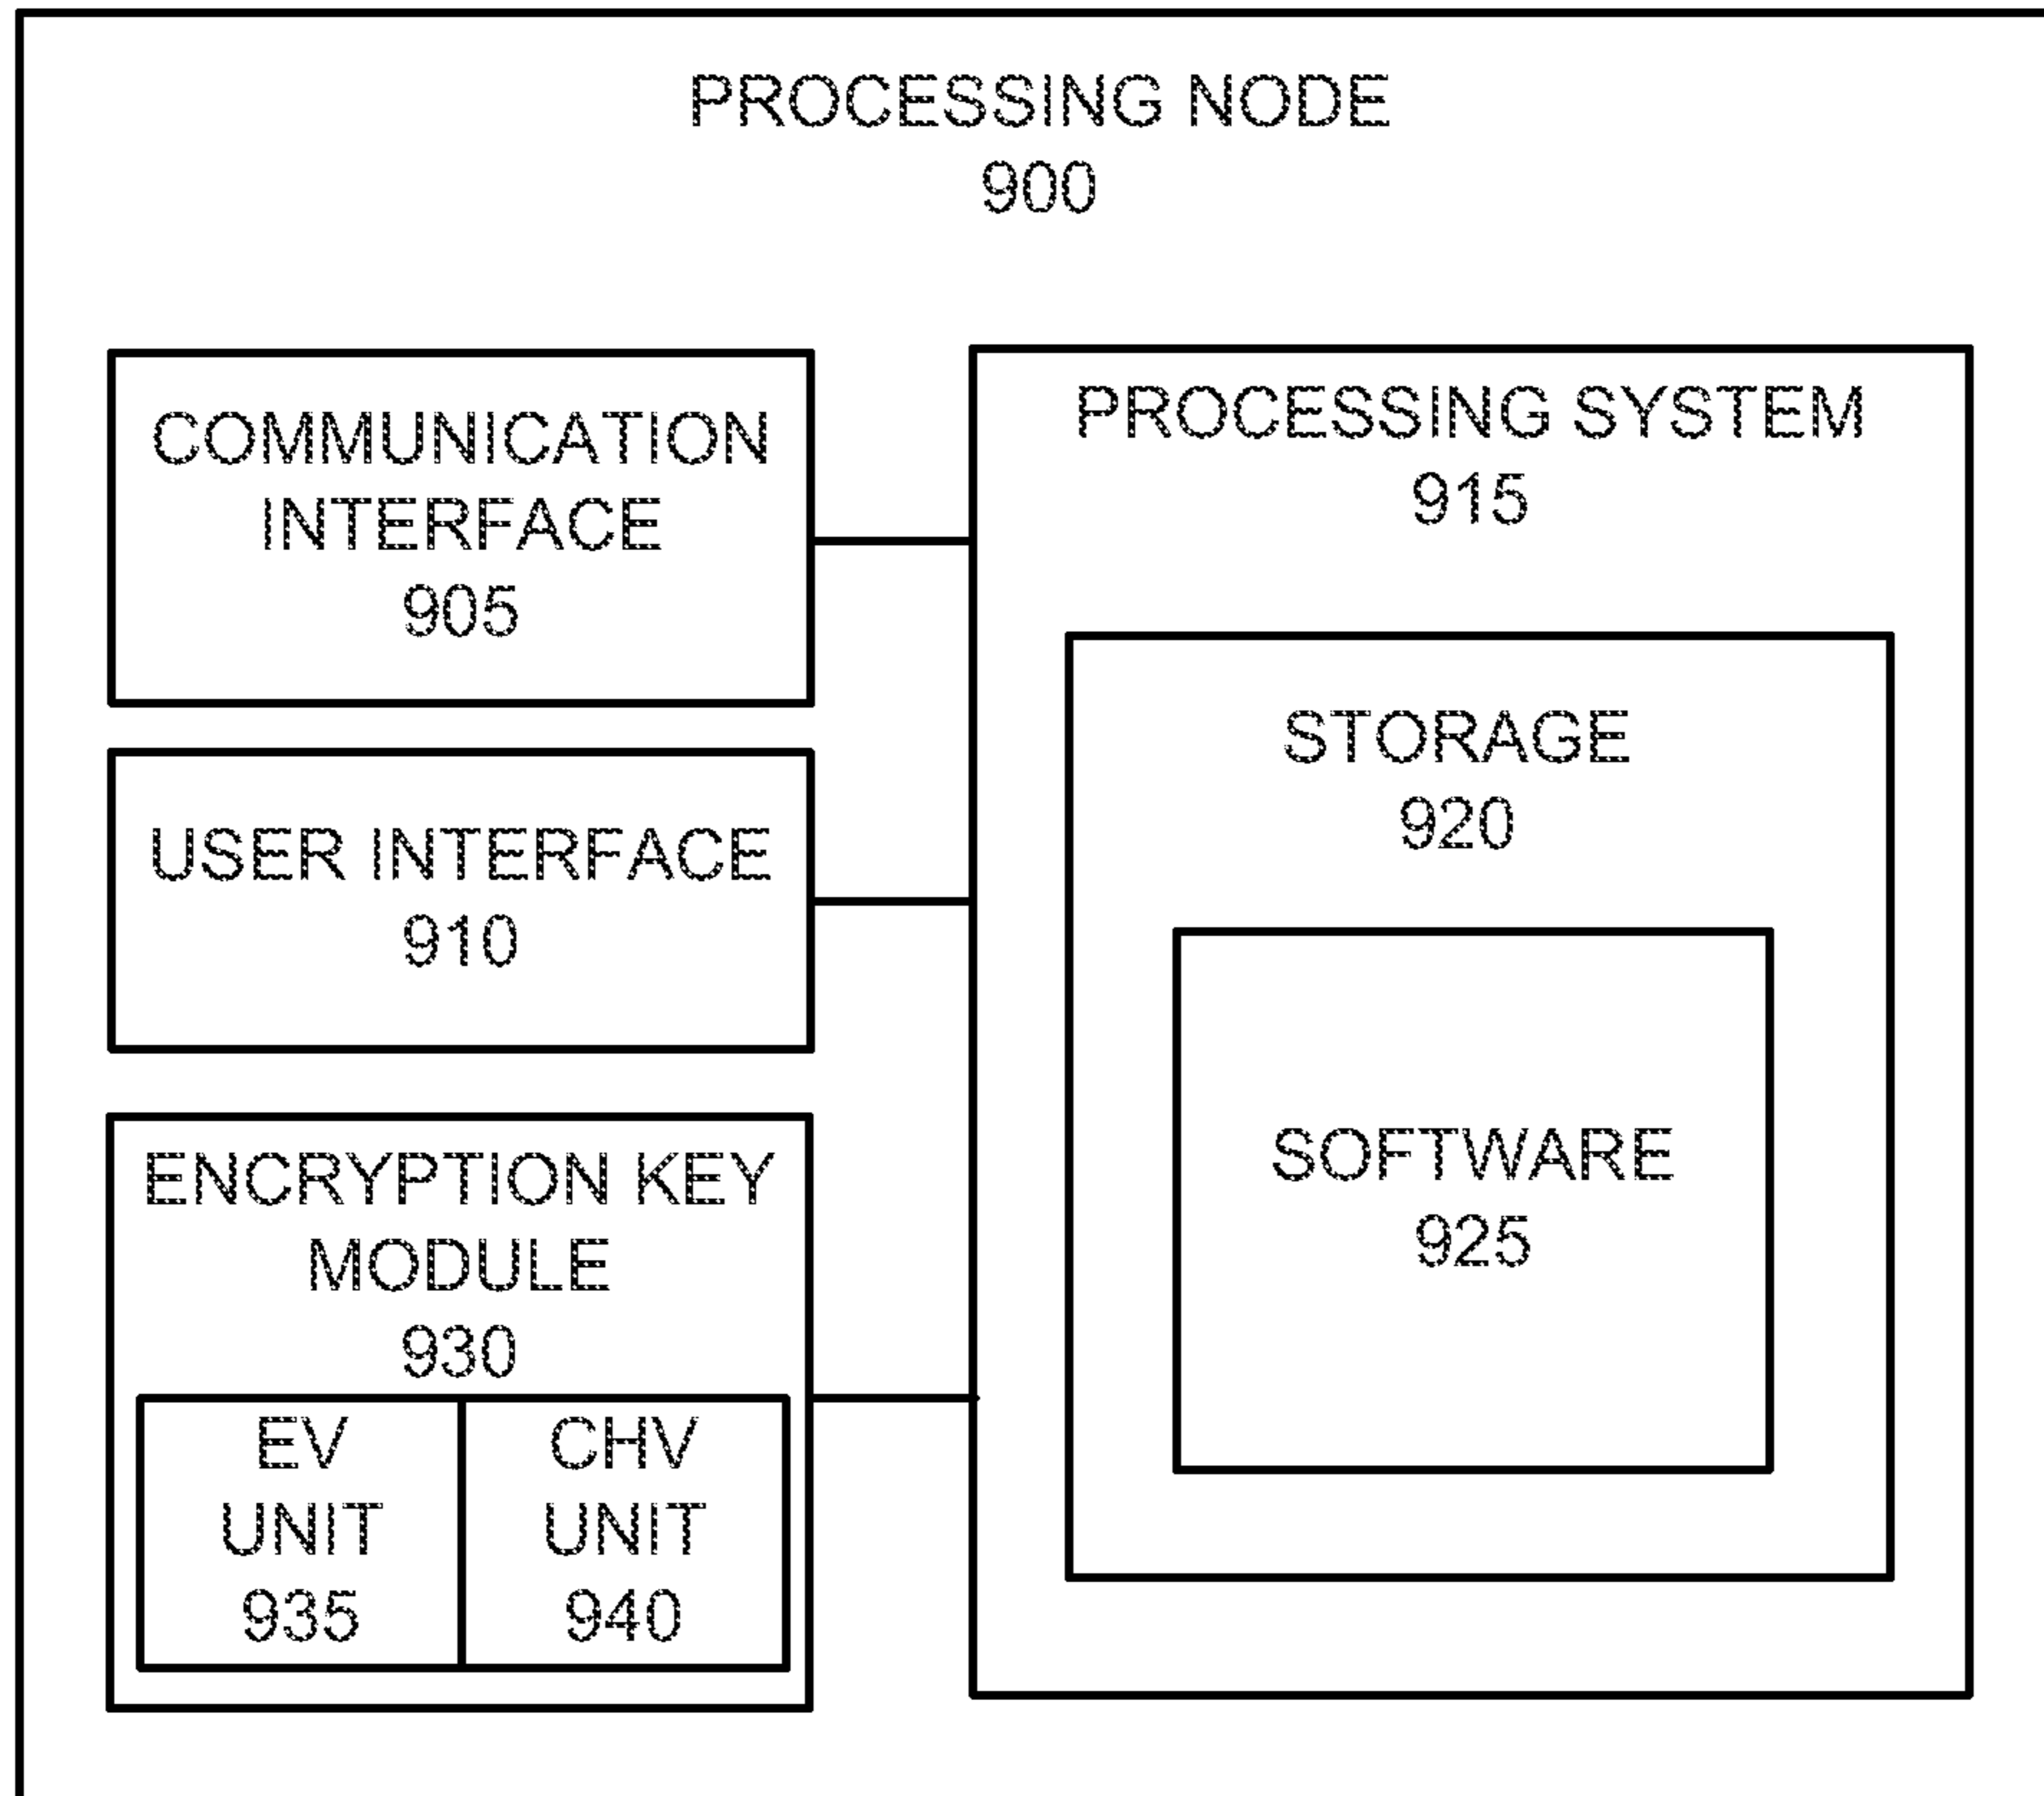 PROCESSING NODE
900
COMMUNICATION
INTERFACE
905
USER INTERFACE
910
ENCRYPTION KEY
MODULE
930
EV
UNIT
935
CHV
UNIT
940
PROCESSING SYSTEM
915
STORAGE
920
SOFTWARE
925